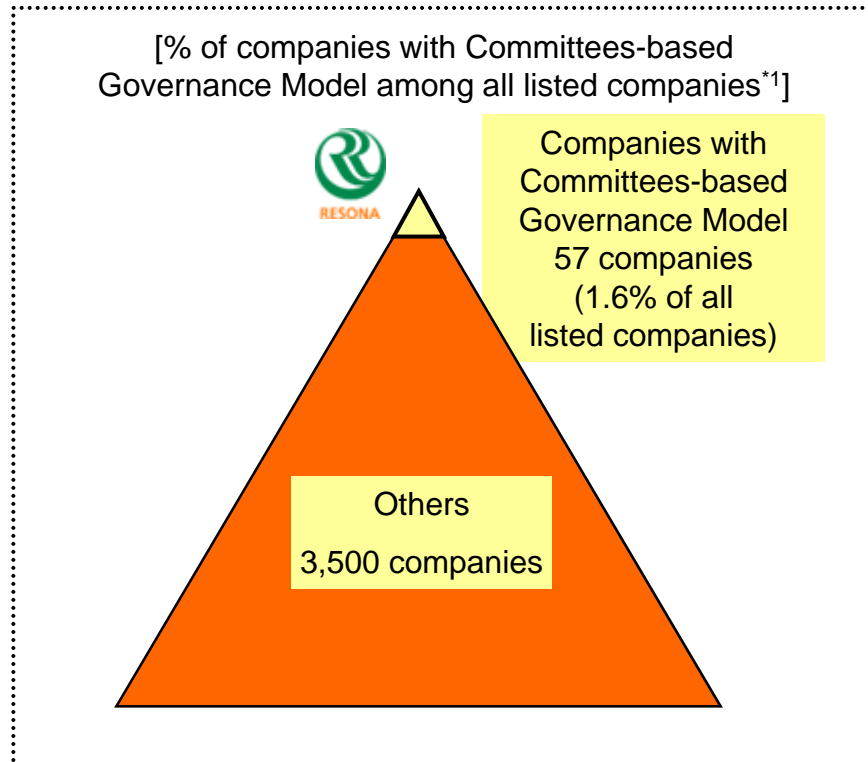 [% of companies with Committees-based
Governance Model among all listed companies*1]
RESONA
Companies with
Committees-based
Governance Model
57 companies
(1.6% of all
listed companies)
Others
3,500 companies